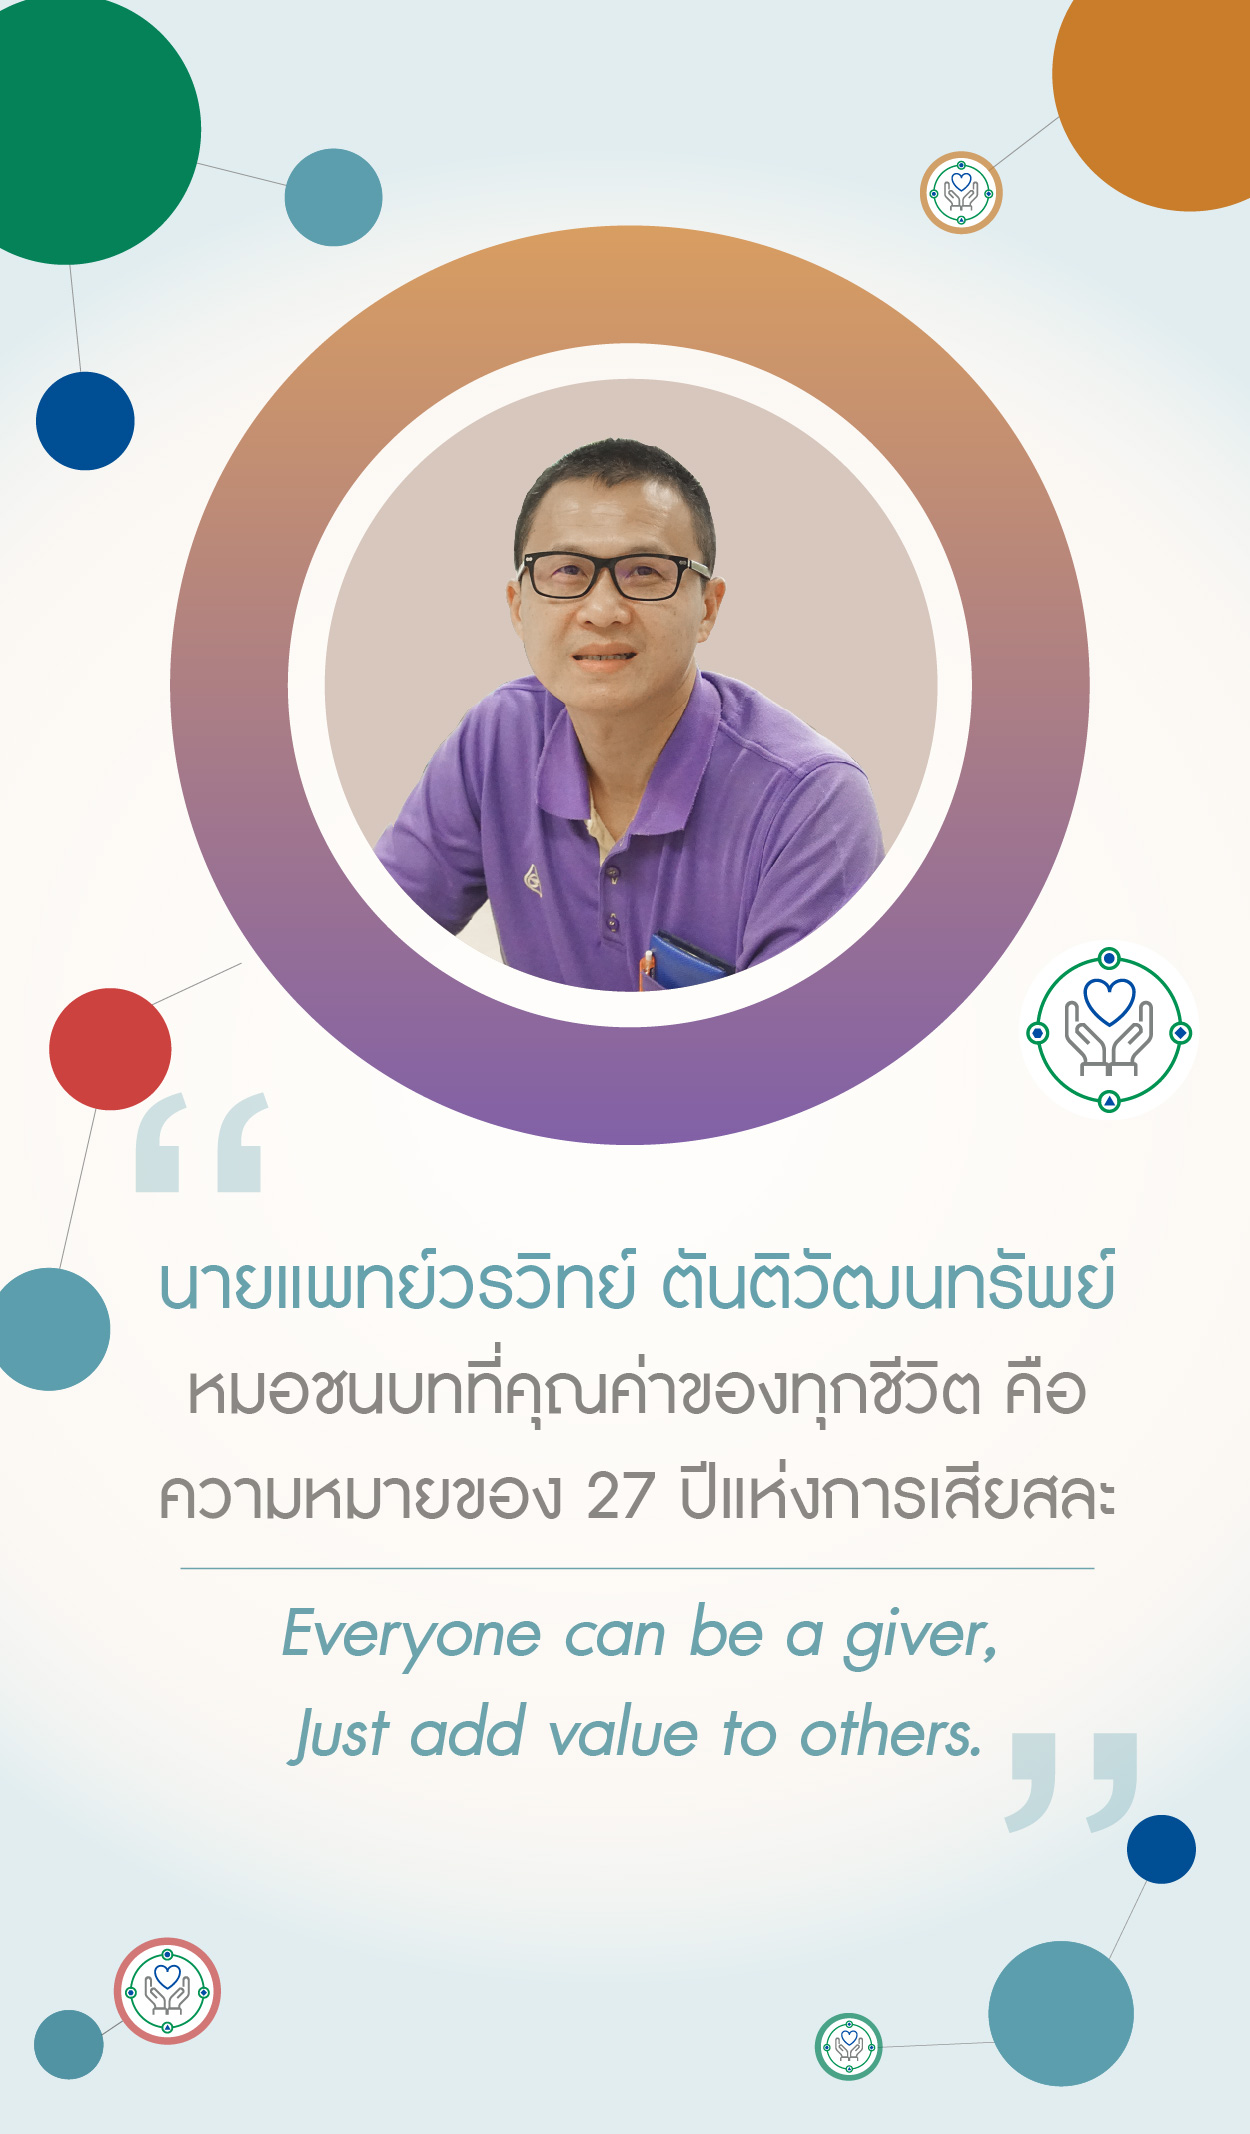 นายแพทย์วรวิทย์ ตันติวัฒนทรัพย์
หมอชนบทที่คุณค่าของทุกชีวิต คือ
ความหมายของ 27 ปีแห่งการเสียสละ
Everyone can be a giver,
Just add value to others.